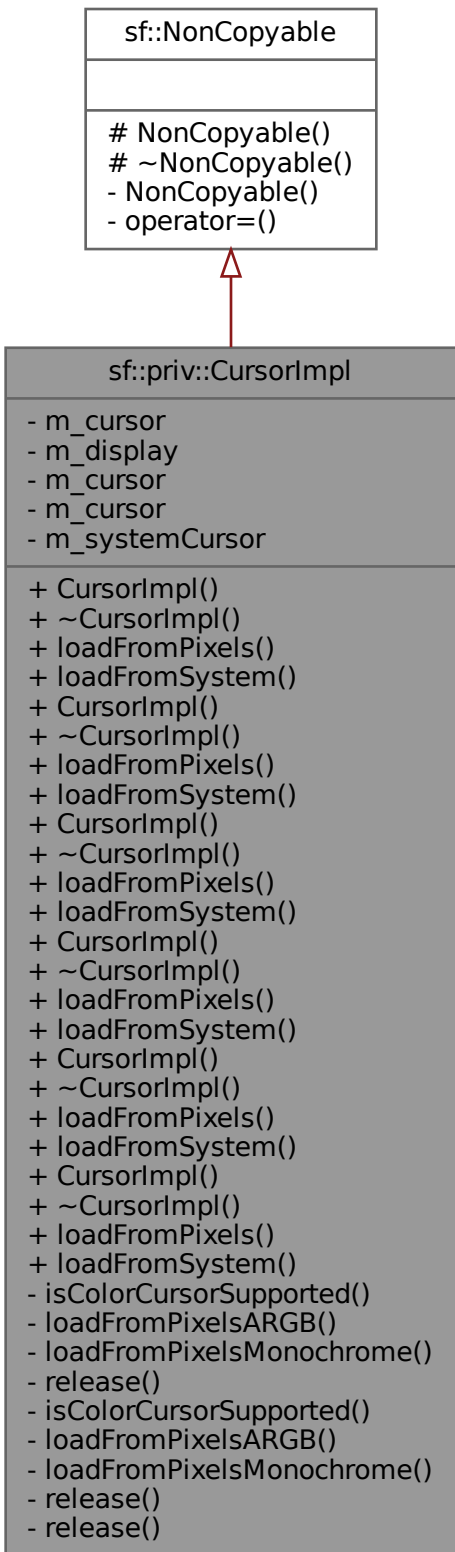 sf::NonCopyable
# NonCopyable()
# ~NonCopyable()
- NonCopyable()
- operator=()
sf::priv::CursorImpl
- m_cursor
- m_display
- m_cursor
- m_cursor
- m_systemCursor
+ CursorImpl()
+ ~CursorImpl()
+ loadFromPixels()
+ loadFromSystem()
+ CursorImpl()
+ ~CursorImpl()
+ loadFromPixels()
+ loadFromSystem()
+ CursorImpl()
+ ~CursorImpl()
+ loadFromPixels()
+ loadFromSystem()
+ CursorImpl()
+ ~CursorImpl()
+ loadFromPixels()
+ loadFromSystem()
+ CursorImpl()
+ ~CursorImpl()
+ loadFromPixels()
+ loadFromSystem()
+ CursorImpl()
+ ~CursorImpl()
+ loadFromPixels()
+ loadFromSystem()
- isColorCursorSupported()
- loadFromPixelsARGB()
- loadFromPixelsMonochrome()
- release()
- isColorCursorSupported()
- loadFromPixelsARGB()
- loadFromPixelsMonochrome()
- release()
- release()